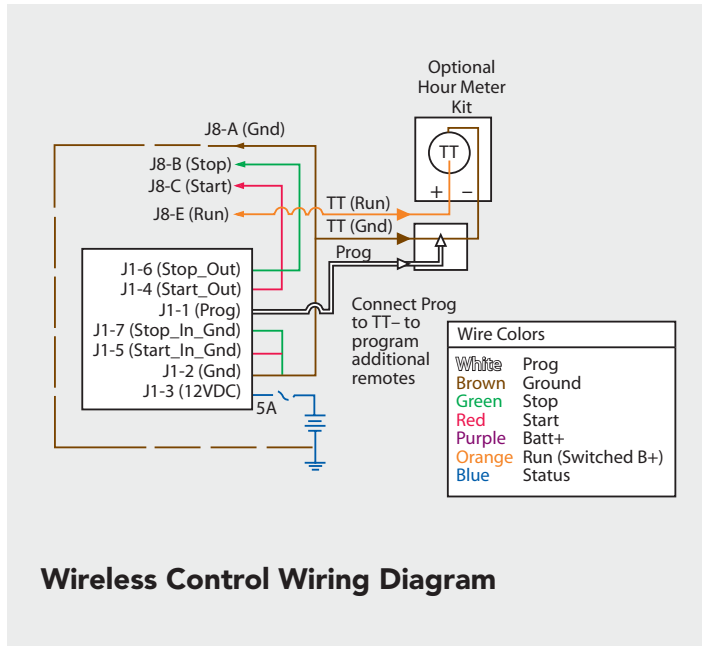 Optional
Hour Meter
Kit
J8-A (Gnd)
J8-B (Stop)
J8-C (Start)
J8-E (Run)
TT
+ –
TT (Run)
TT (Gnd)
Prog
J1-6 (Stop_Out)
J1-4 (Start_Out)
J1-1 (Prog)
J1-7 (Stop_In_Gnd)
J1-5 (Start_In_Gnd)
J1-2 (Gnd)
J1-3 (12VDC)
5A
Connect Prog
to TT– to
program
additional
remotes
Wire Colors
White Prog
Brown Ground
Green Stop
Red Start
Purple Batt+
Orange Run (Switched B+)
Blue Status
Wireless Control Wiring Diagram